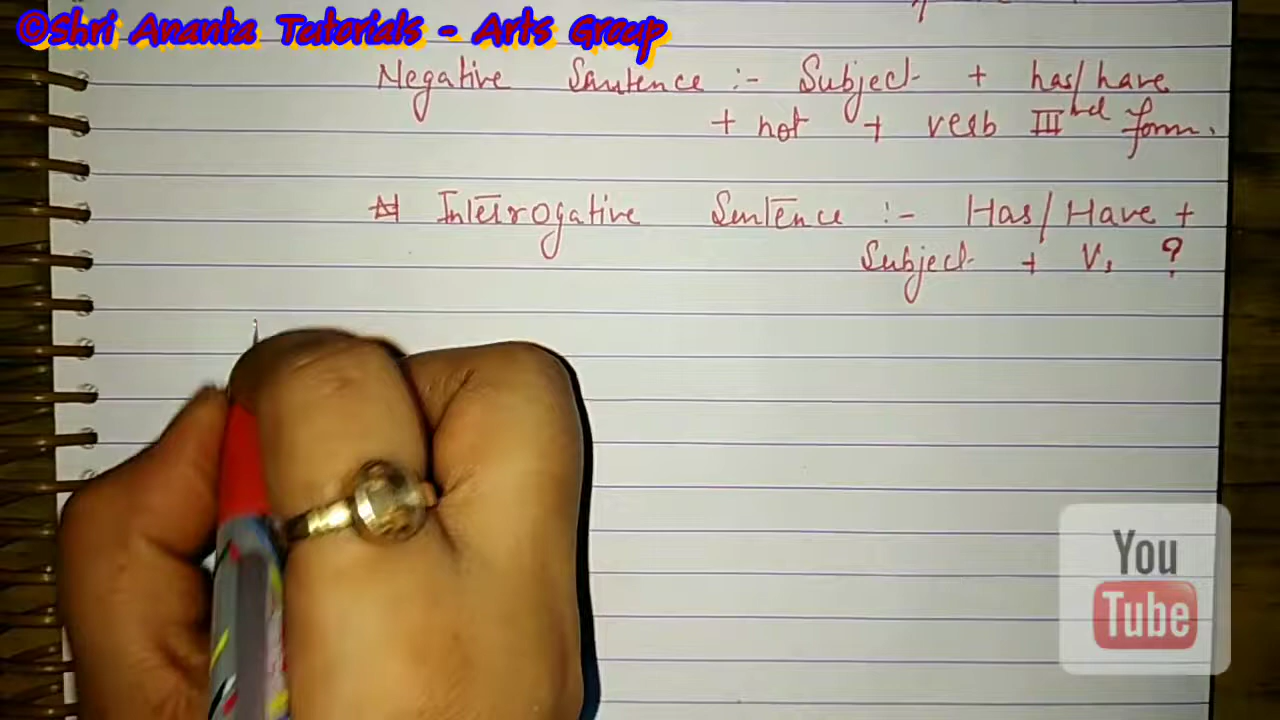 ©Shri Ananta Tutorials - Arts Group
Negative Sentence :- Subject + has/have
+ not + verb IIIrd form.
Interrogative Sentence :- Has/Have +
Subject + V₃ ?
You
Tube